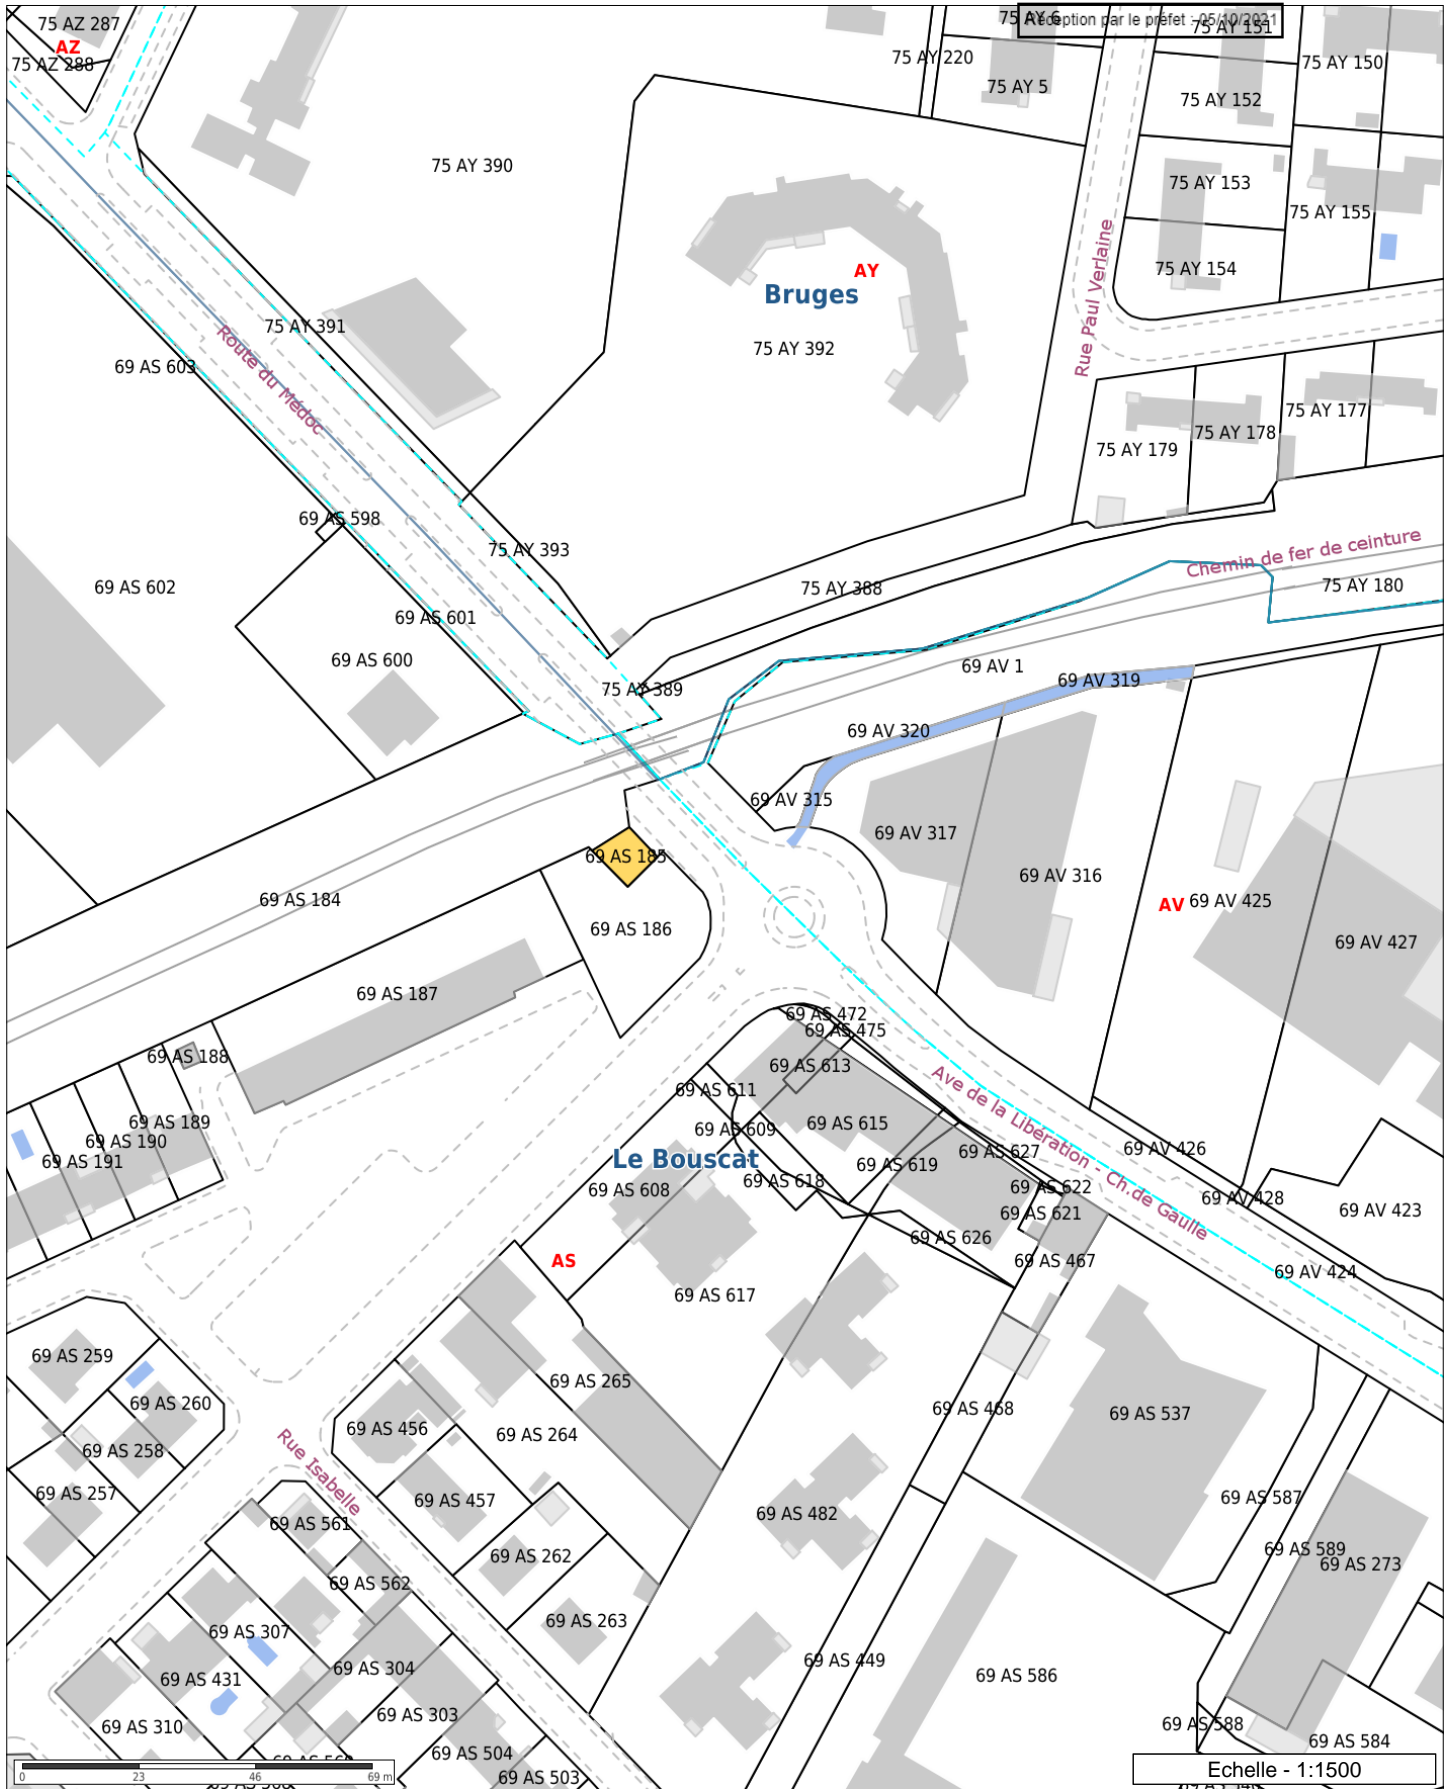 75 AZ 287
75 AY 6
Réception par le préfet : 05/10/2021
75 AY 151
AZ
75 AZ 288
75 AY 220
75 AY 150
75 AY 5
75 AY 152
75 AY 390
75 AY 153
75 AY 155
Rue Paul Verlaine
75 AY 154
AY
Bruges
75 AY 391
75 AY 392
69 AS 603
Route du Médoc
75 AY 177
75 AY 178
75 AY 179
69 AS 598
75 AY 393
Chemin de fer de ceinture
69 AS 602
75 AY 388
75 AY 180
69 AS 601
69 AS 600
69 AV 1
69 AV 319
75 AY 389
69 AV 320
69 AV 315
69 AV 317
69 AS 185
69 AV 316
69 AS 184
AV
69 AV 425
69 AS 186
69 AV 427
69 AS 187
69 AS 472
69 AS 475
69 AS 188
69 AS 613
69 AS 611
Ave de la Libération - Ch.de Gaulle
69 AS 189
69 AS 615
69 AS 609
69 AS 190
69 AS 627
69 AV 426
Le Bouscat
69 AS 191
69 AS 619
69 AS 618
69 AS 608
69 AS 622
69 AV 428
69 AS 621
69 AV 423
69 AS 626
AS
69 AS 467
69 AV 424
69 AS 617
69 AS 259
69 AS 265
69 AS 260
69 AS 468
69 AS 537
69 AS 456
69 AS 264
69 AS 258
Rue Isabelle
69 AS 257
69 AS 457
69 AS 587
69 AS 482
69 AS 561
69 AS 589
69 AS 262
69 AS 273
69 AS 562
69 AS 263
69 AS 307
69 AS 449
69 AS 304
69 AS 586
69 AS 431
69 AS 303
69 AS 588
69 AS 310
69 AS 584
69 AS 504
Echelle - 1:1500
69 AS 503
0 23 46 69 m